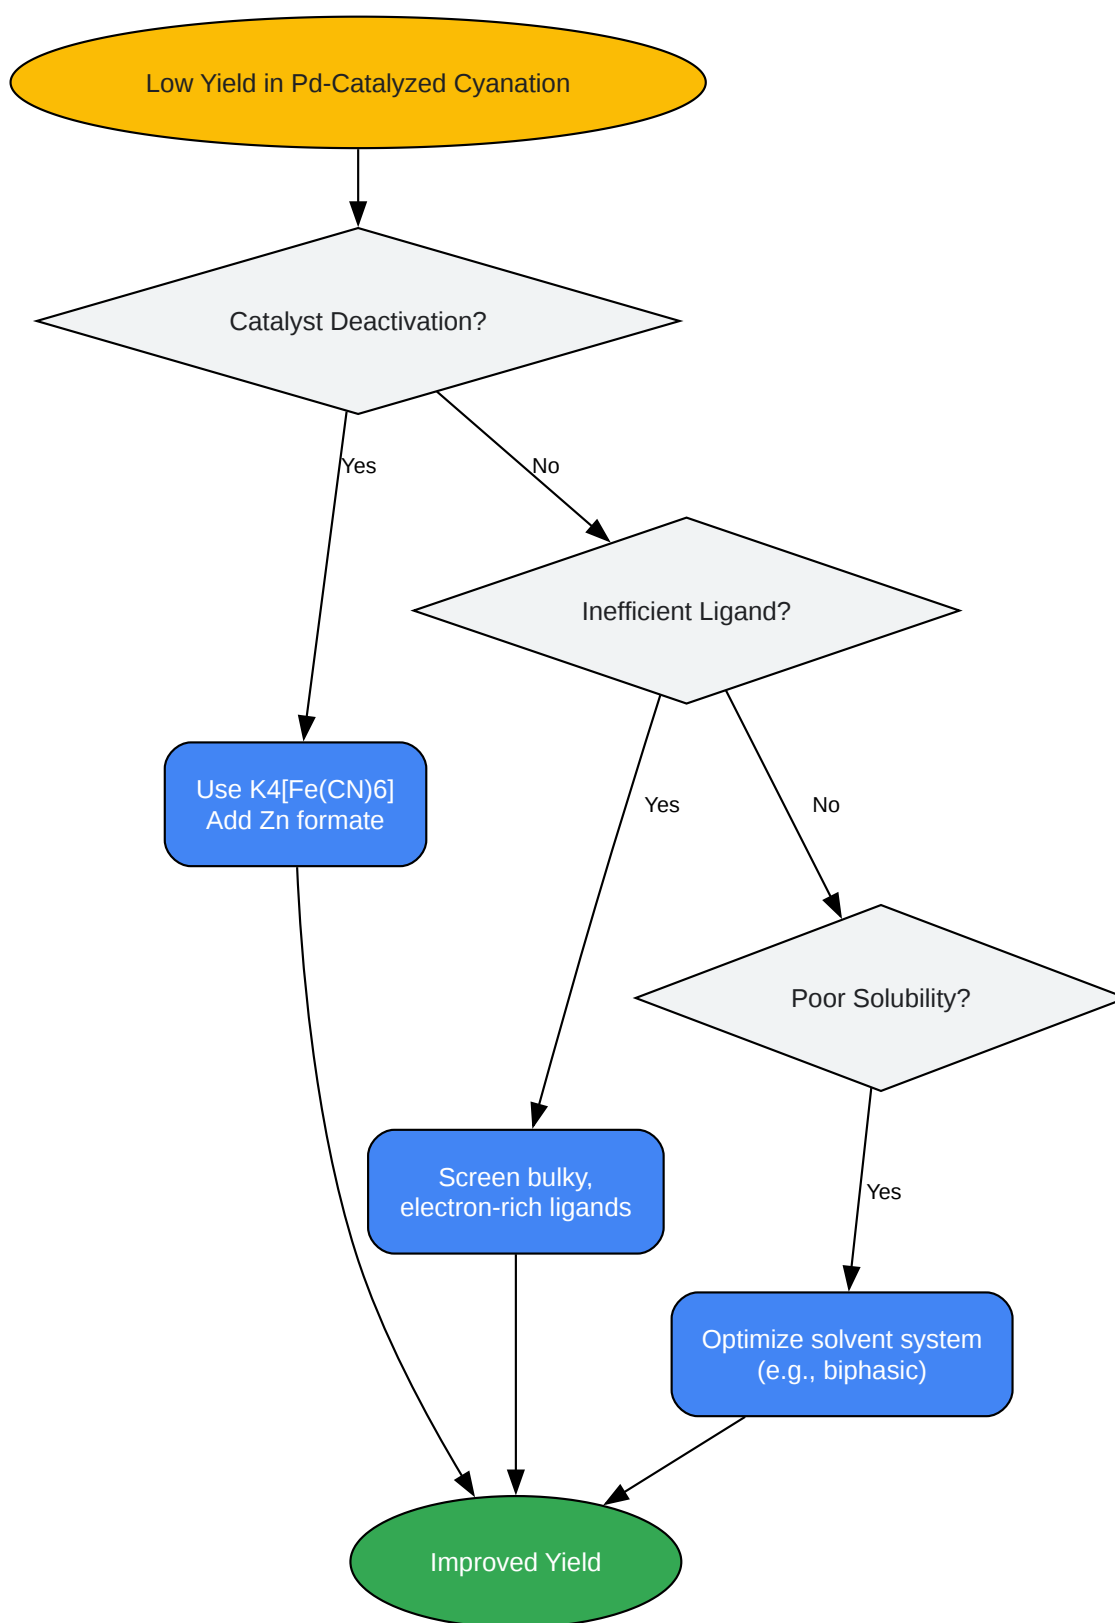 Low Yield in Pd-Catalyzed Cyanation
Catalyst Deactivation?
Yes
No
Inefficient Ligand?
Use K4[Fe(CN)6]
Add Zn formate
Yes
No
Poor Solubility?
Screen bulky,
electron-rich ligands
Yes
Optimize solvent system
(e.g., biphasic)
Improved Yield